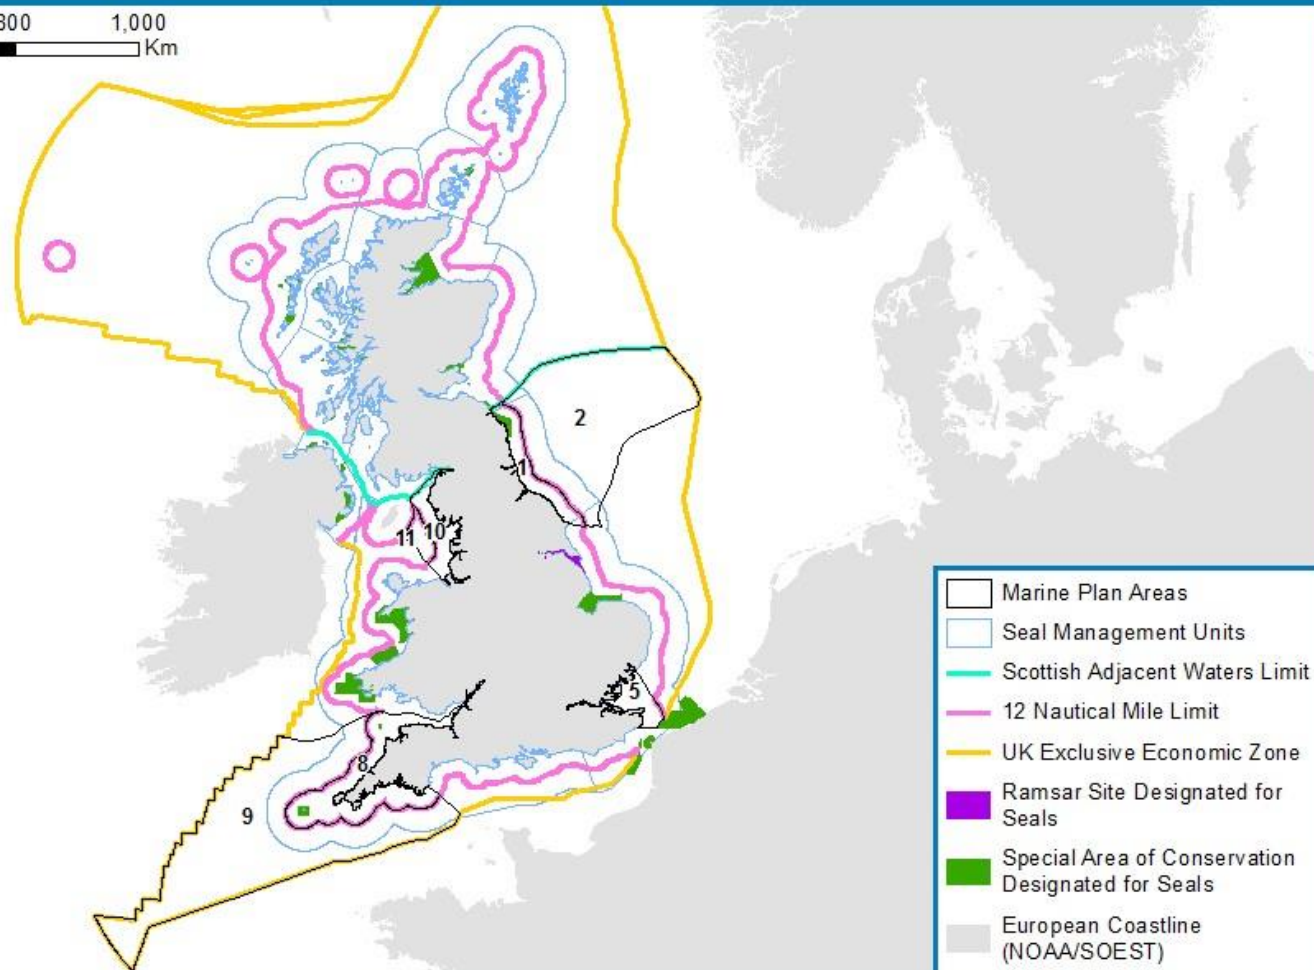 800 1,000
Km
2
1
11 10
5
8
9
Marine Plan Areas
Seal Management Units
Scottish Adjacent Waters Limit
12 Nautical Mile Limit
UK Exclusive Economic Zone
Ramsar Site Designated for
Seals
Special Area of Conservation
Designated for Seals
European Coastline
(NOAA/SOEST)